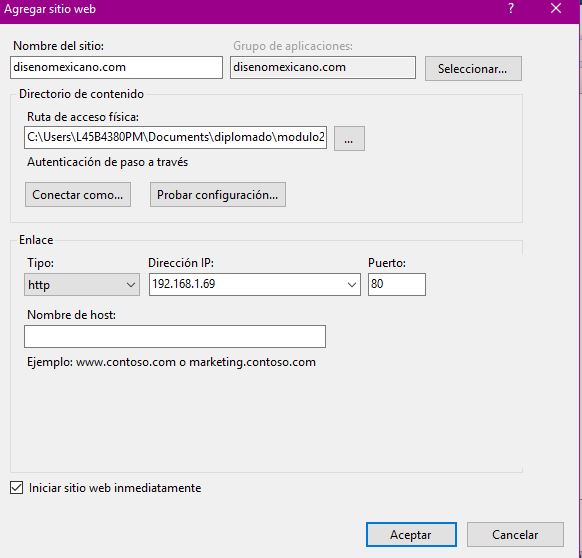 Agregar sitio web
? ×
Nombre del sitio: Grupo de aplicaciones:
disenomexicano.com disenomexicano.com Seleccionar...
Directorio de contenido
Ruta de acceso física:
C:\Users\L45B4380PM\Documents\diplomado\modulo2 ...
Autenticación de paso a través
Conectar como... Probar configuración...
Enlace
Tipo: Dirección IP: Puerto:
http 192.168.1.69 80
Nombre de host:
Ejemplo: www.contoso.com o marketing.contoso.com
Iniciar sitio web inmediatamente
Aceptar Cancelar